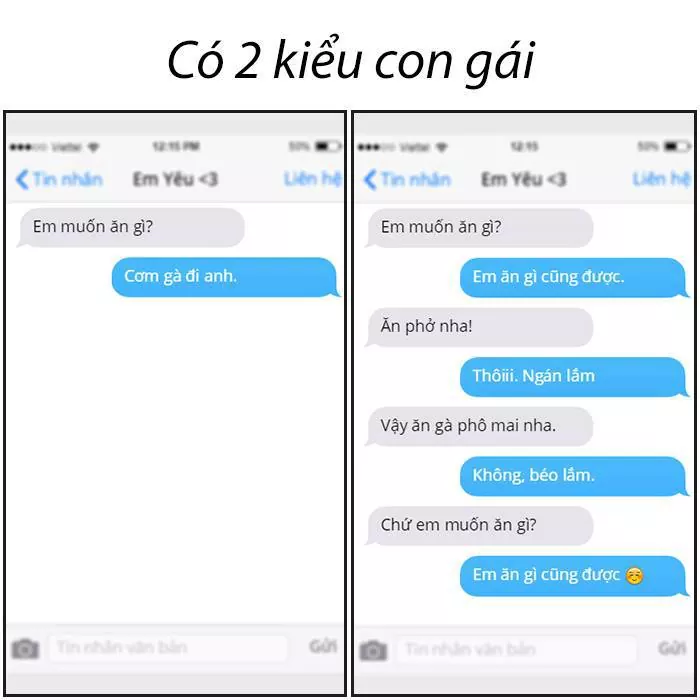 Có 2 kiểu con gái
Viettel 12:15 PM 50%
Tin nhắn Em Yêu <3 Liên hệ
Em muốn ăn gì?
Cơm gà đi anh.
Tin nhắn văn bản Gửi
Viettel 12:15 50%
Tin nhắn Em Yêu <3 Liên hệ
Em muốn ăn gì?
Em ăn gì cũng được.
Ăn phở nha!
Thôiii. Ngán lắm
Vậy ăn gà phô mai nha.
Không, béo lắm.
Chứ em muốn ăn gì?
Em ăn gì cũng được ☺️
Tin nhắn văn bản Gửi